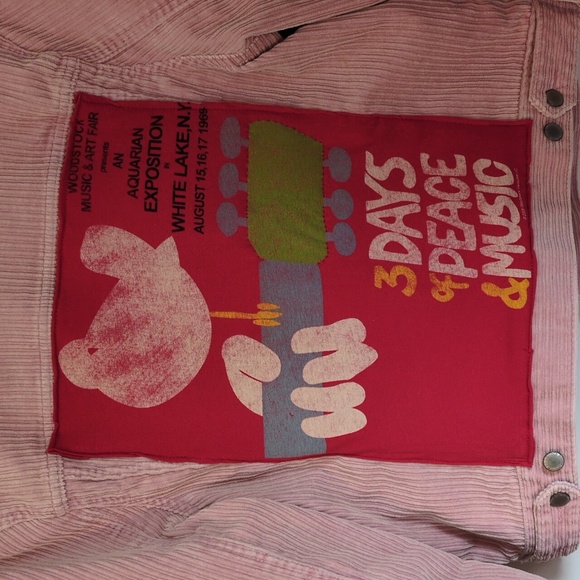 WOODSTOCK
MUSIC & ART FAIR
presents
AN
AQUARIAN
EXPOSITION
in
WHITE LAKE, N.Y.
AUGUST 15, 16, 17 1969
3 DAYS
of PEACE
& MUSIC